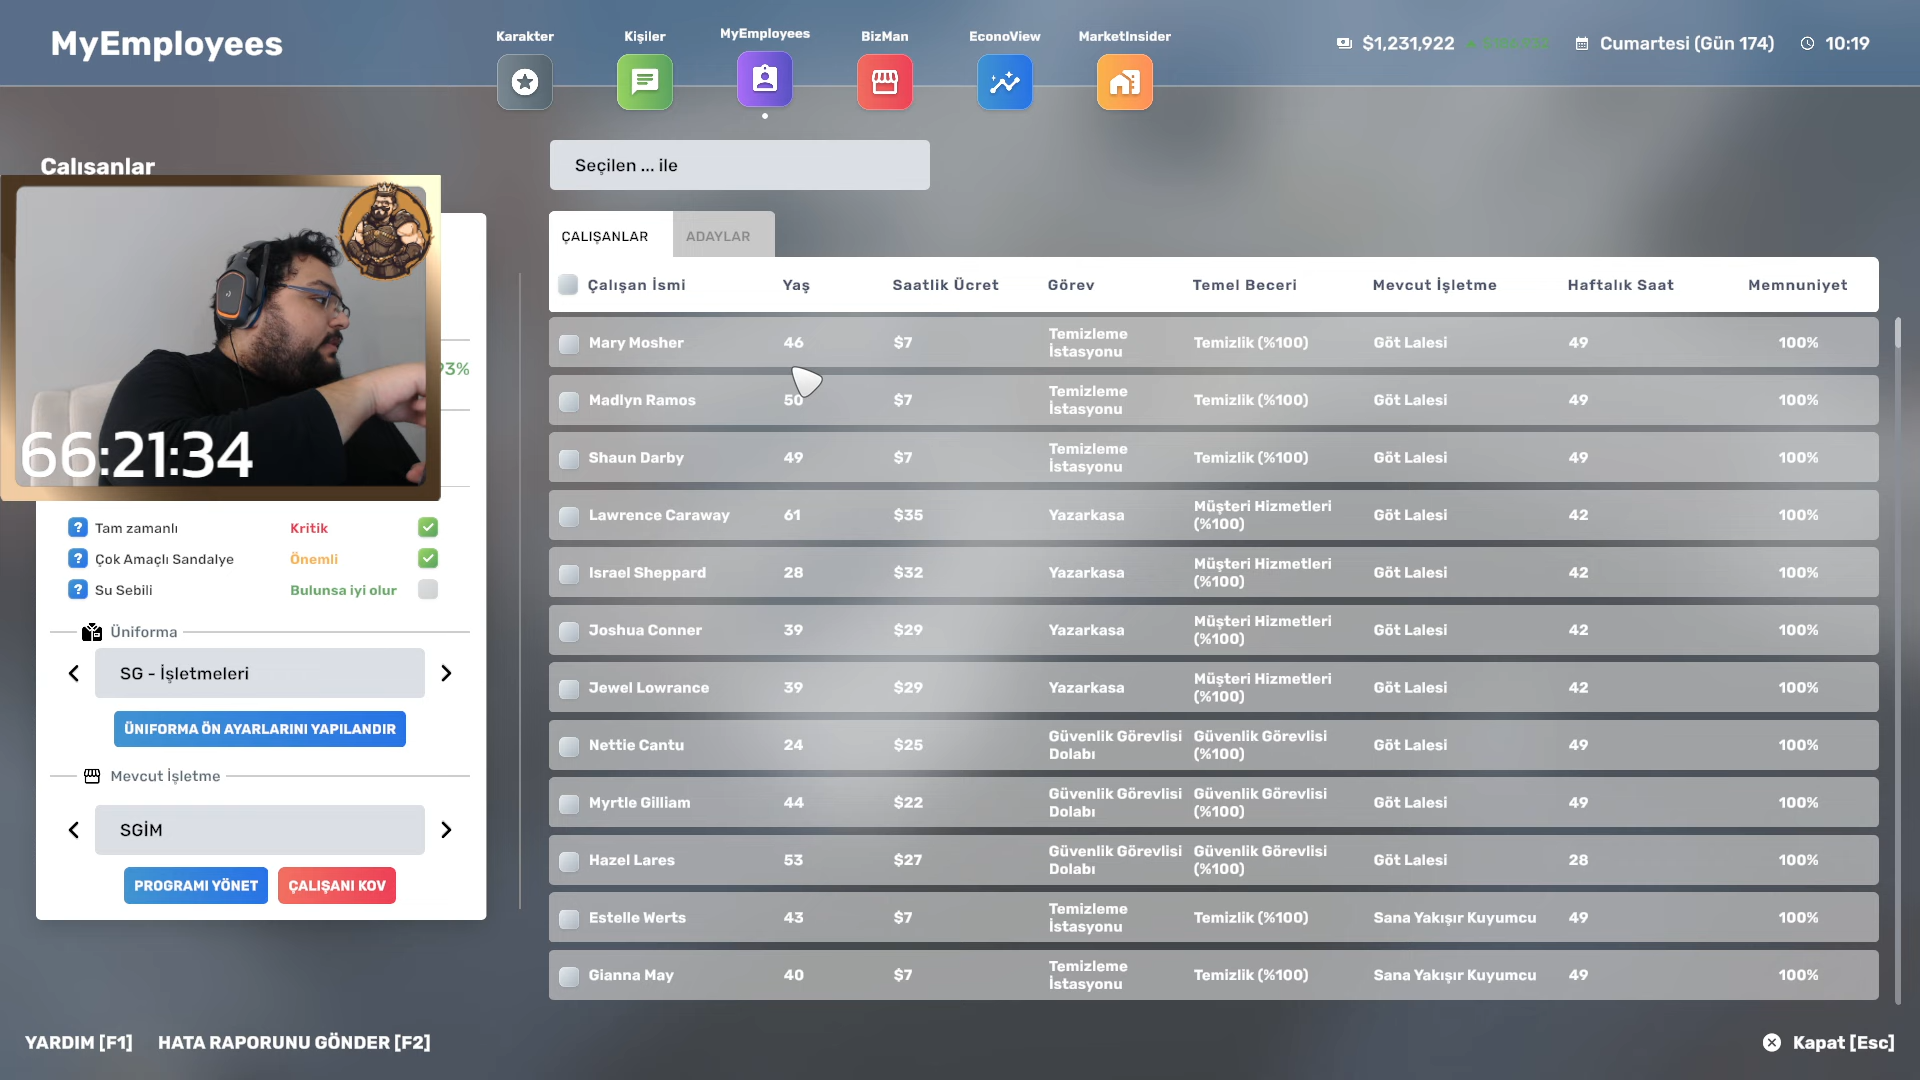 MyEmployees
Karakter
Kişiler
MyEmployees
BizMan
EconoView
MarketInsider
$1,231,922
Cumartesi (Gün 174)
10:19
Çalışanlar
66:21:34
93%
? Tam zamanlı Kritik
? Çok Amaçlı Sandalye Önemli
? Su Sebili Bulunsa iyi olur
Üniforma
SG - İşletmeleri
ÜNİFORMA ÖN AYARLARINI YAPILANDIR
Mevcut İşletme
SGİM
PROGRAMI YÖNET
ÇALIŞANI KOV
Seçilen ... ile
ÇALIŞANLAR
ADAYLAR
Çalışan İsmi Yaş Saatlik Ücret Görev Temel Beceri Mevcut İşletme Haftalık Saat Memnuniyet
Mary Mosher 46 $7 Temizleme İstasyonu Temizlik (%100) Göt Lalesi 49 100%
Madlyn Ramos 50 $7 Temizleme İstasyonu Temizlik (%100) Göt Lalesi 49 100%
Shaun Darby 49 $7 Temizleme İstasyonu Temizlik (%100) Göt Lalesi 49 100%
Lawrence Caraway 61 $35 Yazarkasa Müşteri Hizmetleri (%100) Göt Lalesi 42 100%
Israel Sheppard 28 $32 Yazarkasa Müşteri Hizmetleri (%100) Göt Lalesi 42 100%
Joshua Conner 39 $29 Yazarkasa Müşteri Hizmetleri (%100) Göt Lalesi 42 100%
Jewel Lowrance 39 $29 Yazarkasa Müşteri Hizmetleri (%100) Göt Lalesi 42 100%
Nettie Cantu 24 $25 Güvenlik Görevlisi Dolabı Güvenlik Görevlisi (%100) Göt Lalesi 49 100%
Myrtle Gilliam 44 $22 Güvenlik Görevlisi Dolabı Güvenlik Görevlisi (%100) Göt Lalesi 49 100%
Hazel Lares 53 $27 Güvenlik Görevlisi Dolabı Güvenlik Görevlisi (%100) Göt Lalesi 28 100%
Estelle Werts 43 $7 Temizleme İstasyonu Temizlik (%100) Sana Yakışır Kuyumcu 49 100%
Gianna May 40 $7 Temizleme İstasyonu Temizlik (%100) Sana Yakışır Kuyumcu 49 100%
YARDIM [F1]
HATA RAPORUNU GÖNDER [F2]
Kapat [Esc]